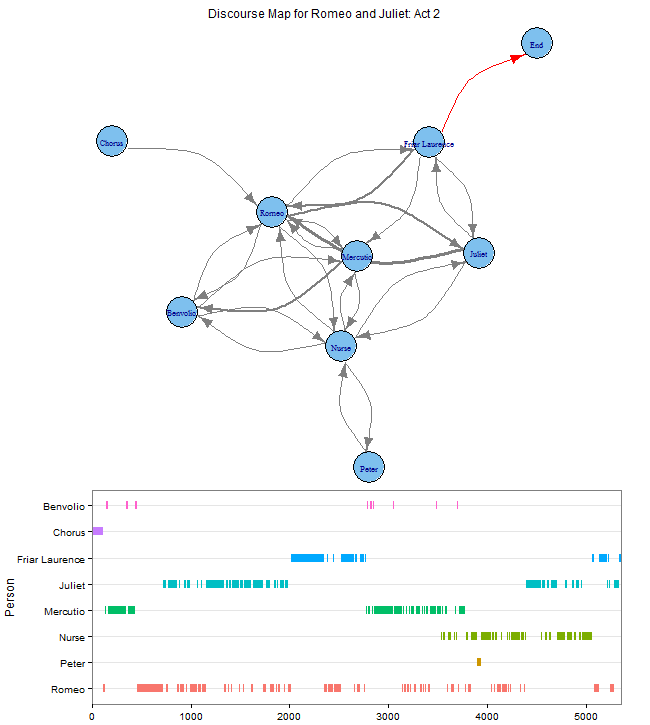 Discourse Map for Romeo and Juliet: Act 2
End
Chorus
Friar Laurence
Romeo
Mercutio
Juliet
Benvolio
Nurse
Peter
Person
Benvolio
Chorus
Friar Laurence
Juliet
Mercutio
Nurse
Peter
Romeo
0 1000 2000 3000 4000 5000